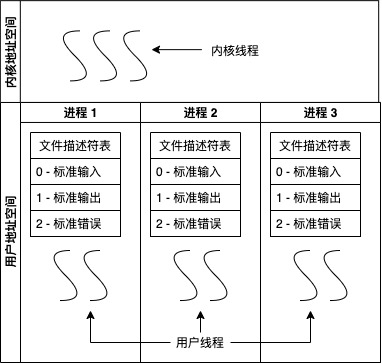 内核地址空间
内核线程
用户地址空间
进程 1
进程 2
进程 3
文件描述符表
0 - 标准输入
1 - 标准输出
2 - 标准错误
文件描述符表
0 - 标准输入
1 - 标准输出
2 - 标准错误
文件描述符表
0 - 标准输入
1 - 标准输出
2 - 标准错误
用户线程